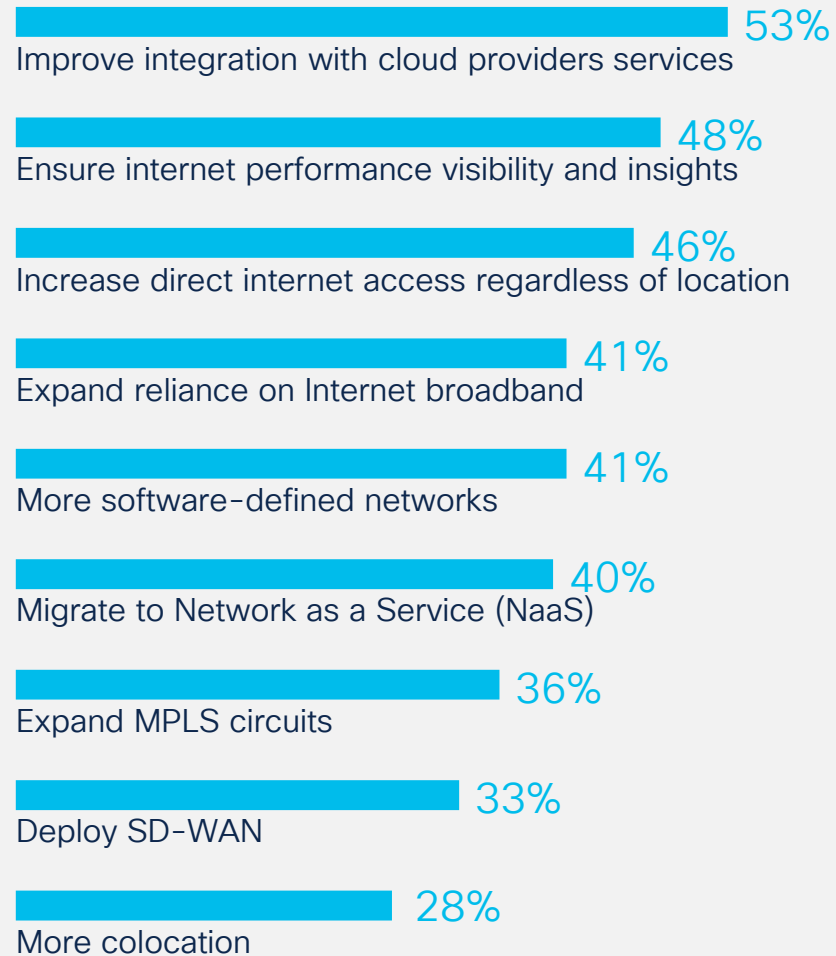 53%
Improve integration with cloud providers services
48%
Ensure internet performance visibility and insights
46%
Increase direct internet access regardless of location
41%
Expand reliance on Internet broadband
41%
More software-defined networks
40%
Migrate to Network as a Service (NaaS)
36%
Expand MPLS circuits
33%
Deploy SD-WAN
28%
More colocation